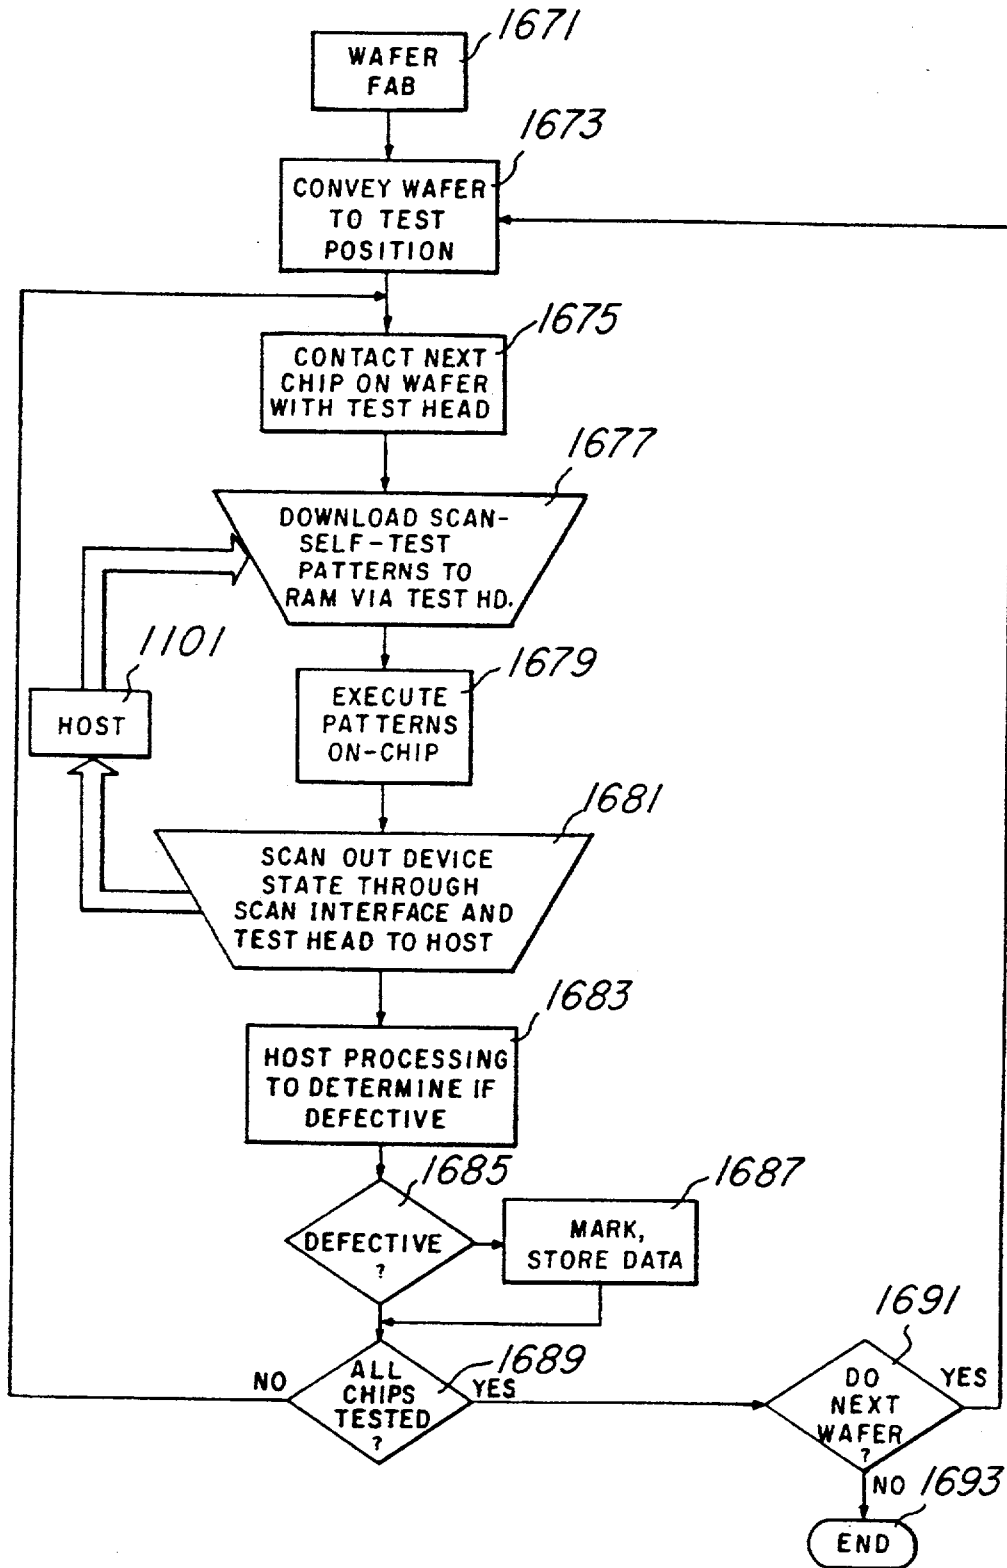 1671
WAFER
FAB
1673
CONVEY WAFER
TO TEST
POSITION
1675
CONTACT NEXT
CHIP ON WAFER
WITH TEST HEAD
1677
DOWNLOAD SCAN-
SELF-TEST
PATTERNS TO
RAM VIA TEST HD.
1101
HOST
1679
EXECUTE
PATTERNS
ON-CHIP
1681
SCAN OUT DEVICE
STATE THROUGH
SCAN INTERFACE AND
TEST HEAD TO HOST
1683
HOST PROCESSING
TO DETERMINE IF
DEFECTIVE
1685
DEFECTIVE
?
1687
MARK,
STORE DATA
1689
NO
ALL
CHIPS
TESTED
?
YES
1691
DO
NEXT
WAFER
?
YES
NO
1693
END